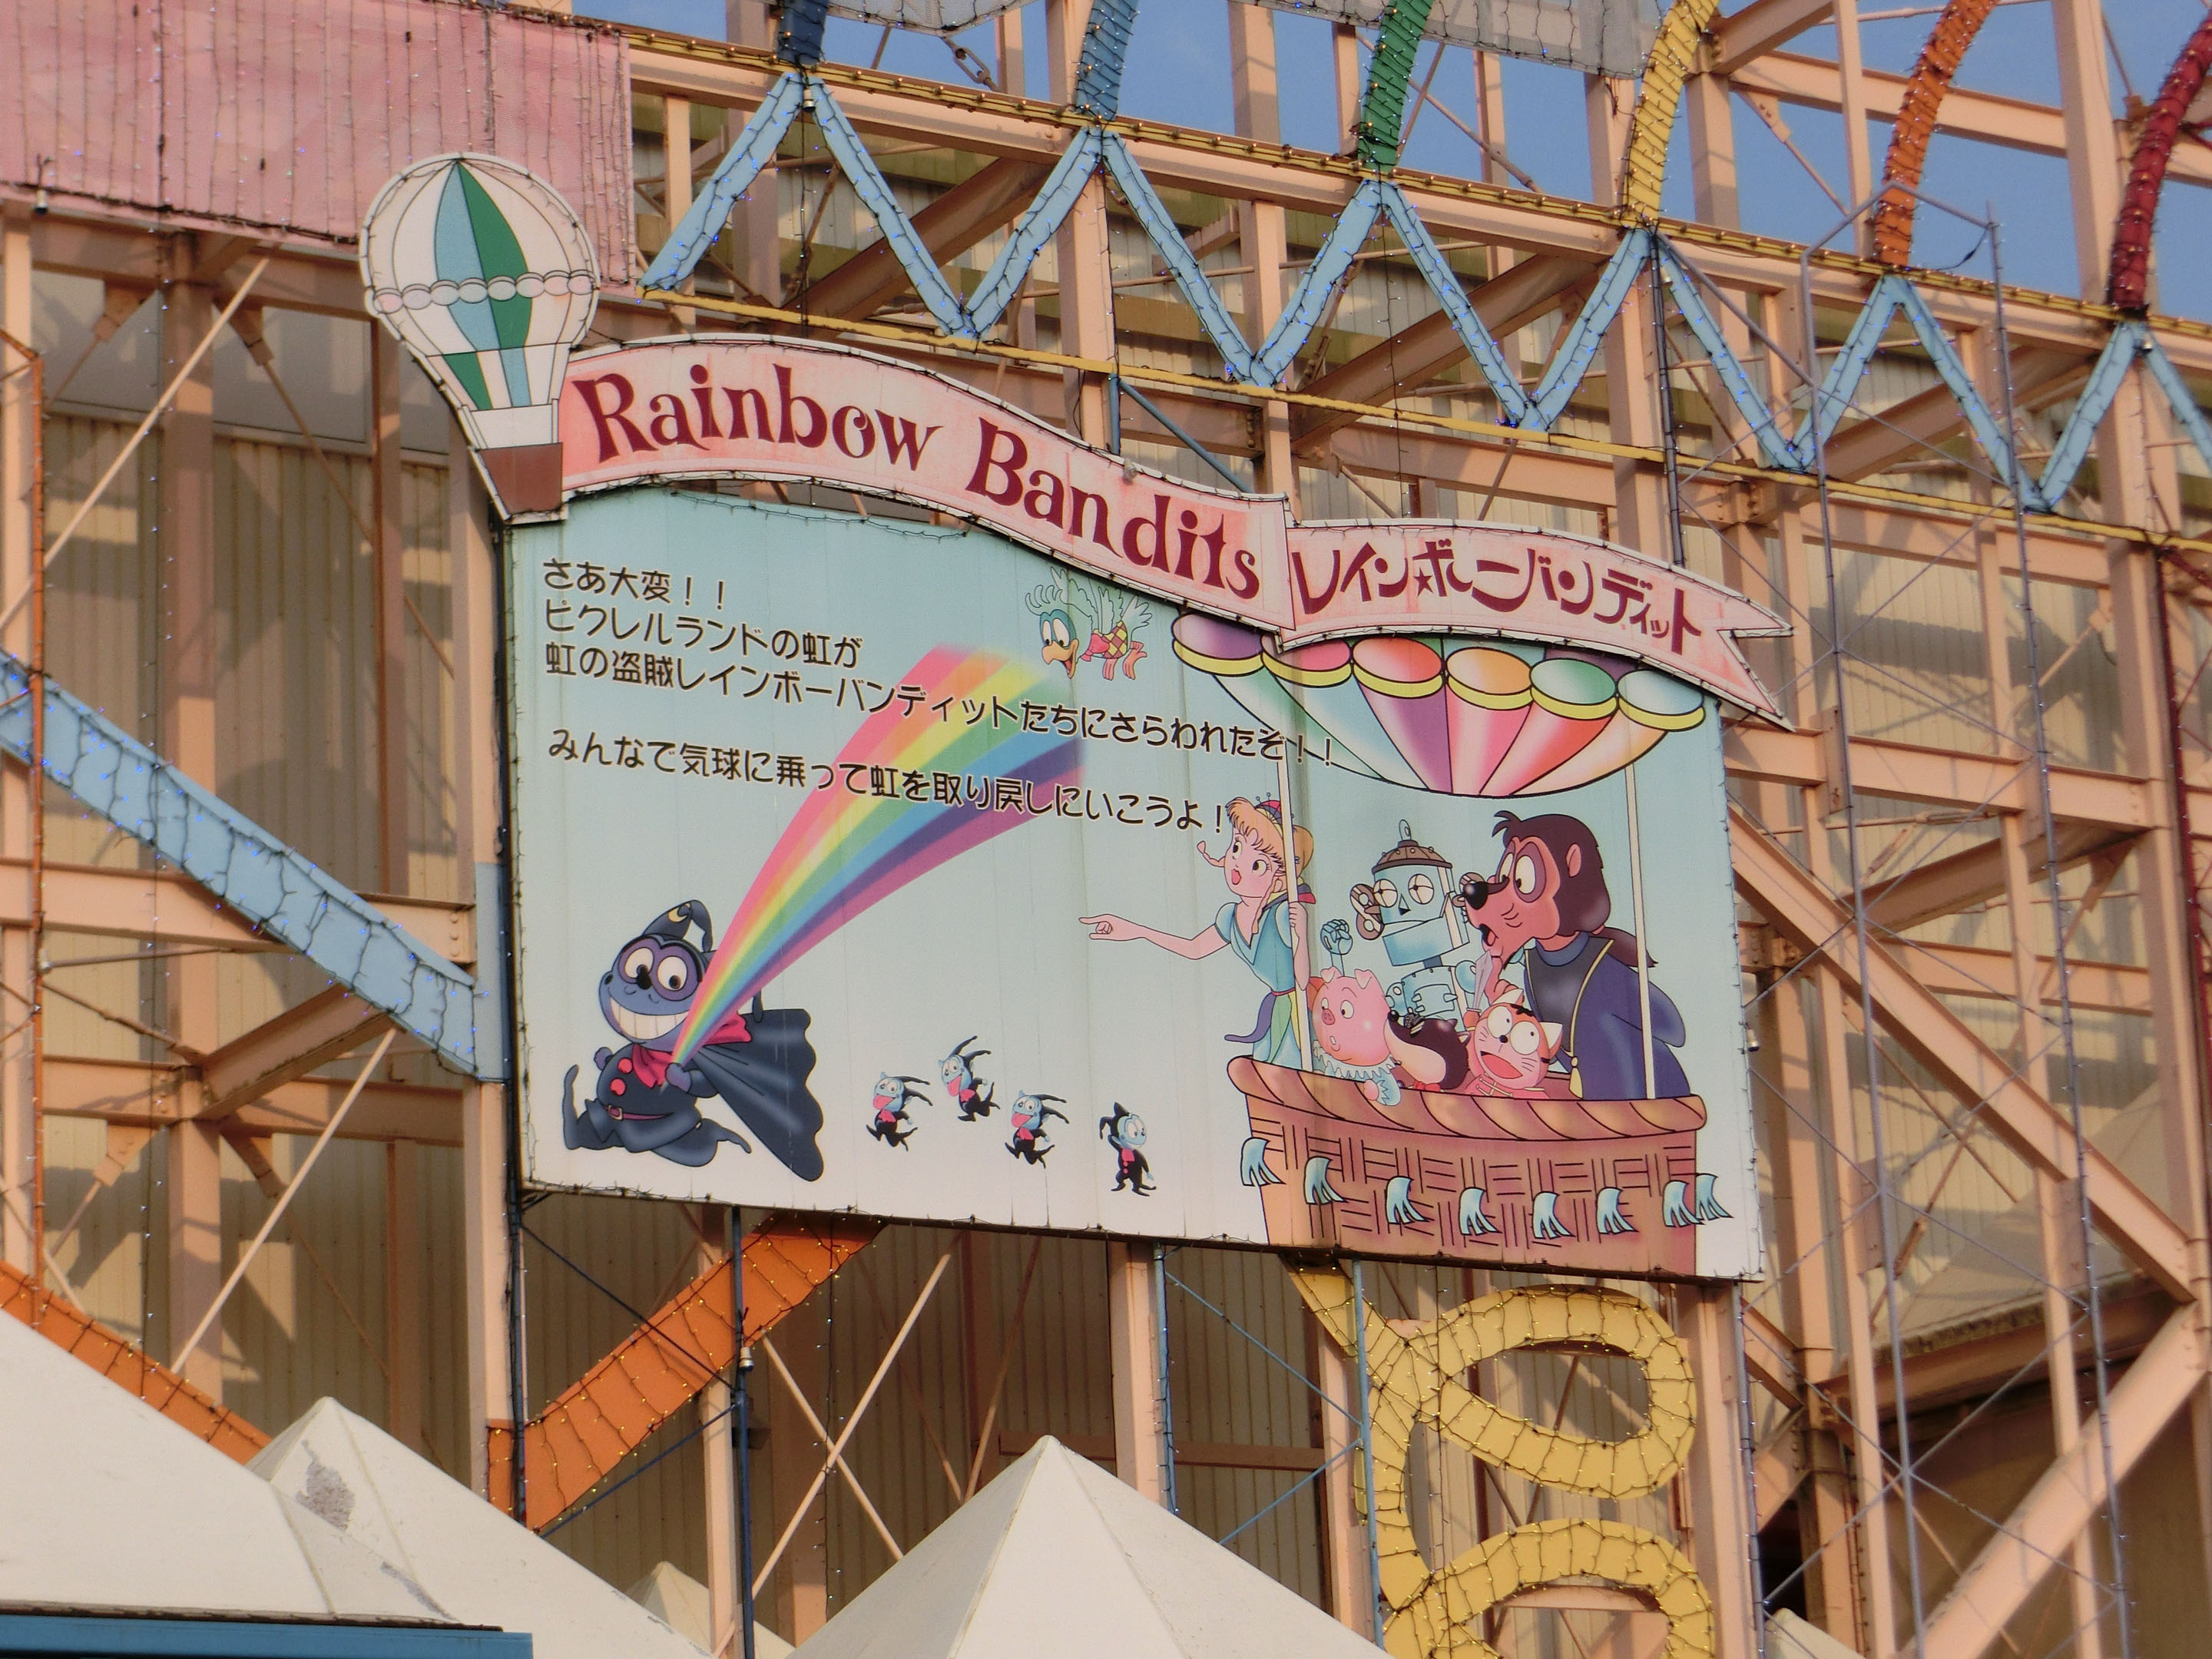 Rainbow Bandits
レインボーバンディット
さあ大変！！
ピクレルランドの虹が
虹の盗賊レインボーバンディットたちにさらわれたぞ！！
みんなで気球に乗って虹を取り戻しにいこうよ！